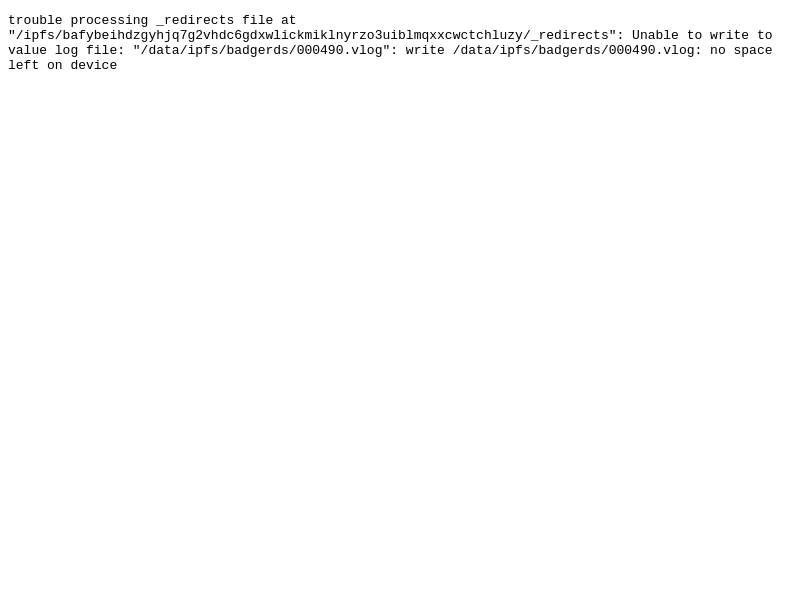 trouble processing _redirects file at
"/ipfs/bafybeihdzgyhjq7g2vhdc6gdxwlickmiklnyrzo3uiblmqxxcwctchluzy/_redirects": Unable to write to
value log file: "/data/ipfs/badgerds/000490.vlog": write /data/ipfs/badgerds/000490.vlog: no space
left on device